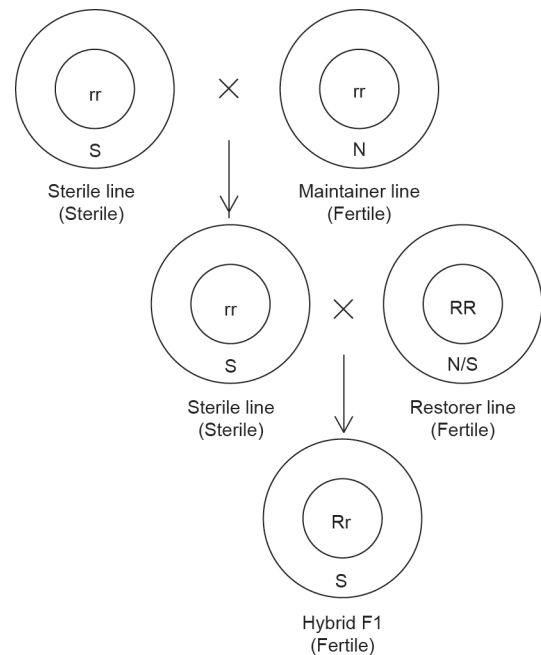 rr
rr
S
N
Sterile line
(Sterile)
Maintainer line
(Fertile)
rr
RR
S
N/S
Sterile line
(Sterile)
Restorer line
(Fertile)
Rr
S
Hybrid F1
(Fertile)